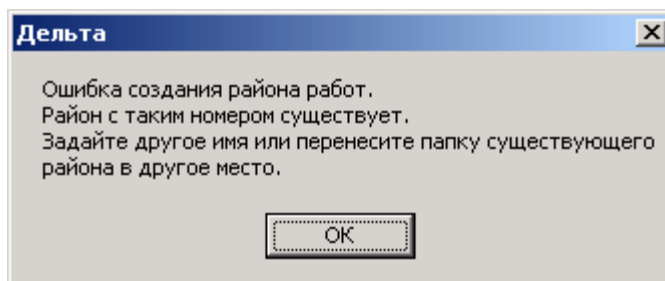 Дельта
Ошибка создания района работ.
Район с таким номером существует.
Задайте другое имя или перенесите папку существующего
района в другое место.
ОК